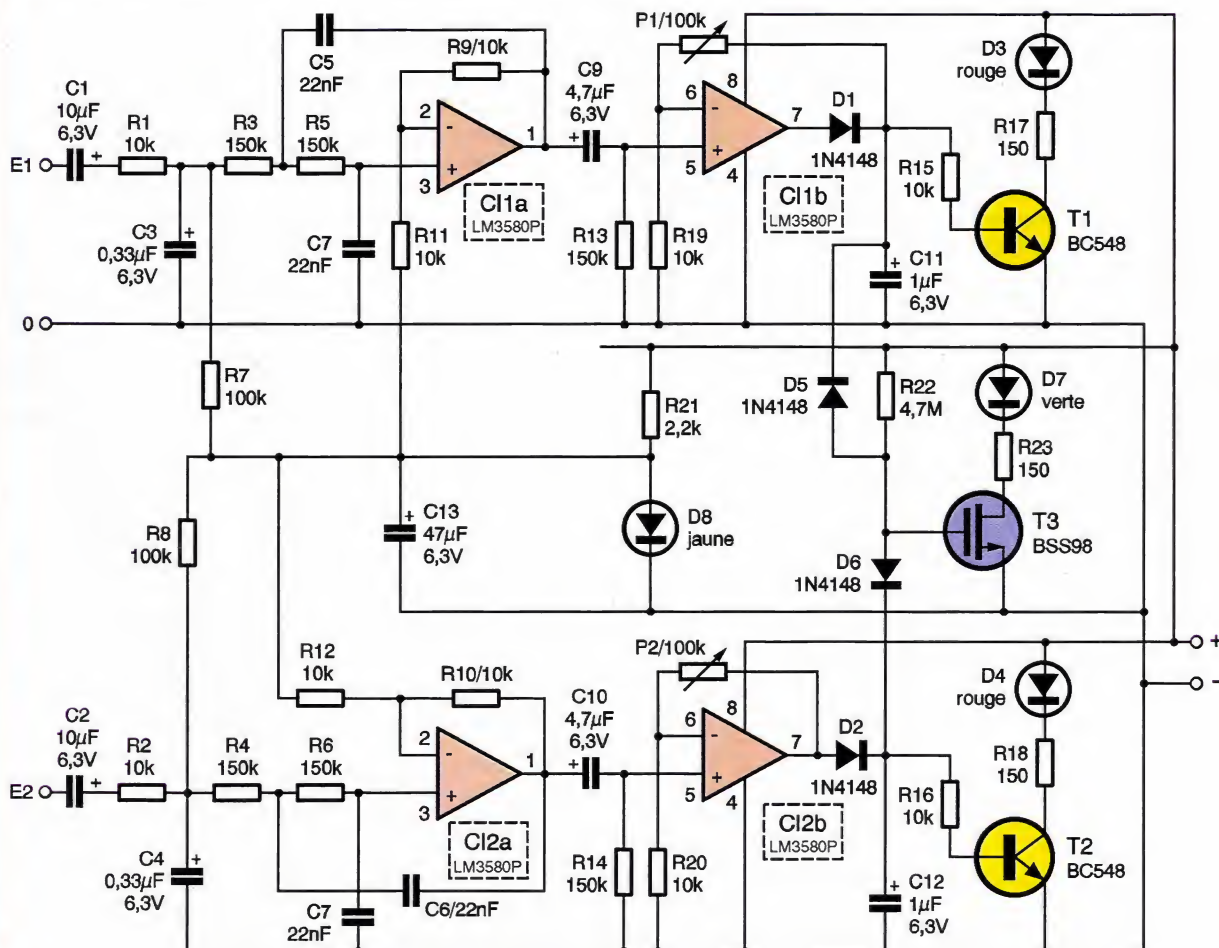 C5
22nF
R9/10k
P1/100k
D3
rouge
C1
10µF
6,3V
C9
4,7µF
6,3V
R1
10k
R3
150k
R5
150k
2
-
1
+
3
6
-
8
7
+
5
4
D1
1N4148
R17
150
E1
+
+
CI1a
LM3580P
CI1b
LM3580P
R15
10k
T1
BC548
C3
0,33µF
6,3V
+
C7
22nF
R11
10k
R13
150k
R19
10k
+
C11
1µF
6,3V
0
R7
100k
R21
2,2k
D5
1N4148
R22
4,7M
D7
verte
R23
150
R8
100k
+
C13
47µF
6,3V
D8
jaune
T3
BSS98
D6
1N4148
R12
10k
R10/10k
P2/100k
+
-
D4
rouge
C2
10µF
6,3V
C10
4,7µF
6,3V
R2
10k
R4
150k
R6
150k
2
-
1
+
3
6
-
8
7
+
5
4
D2
1N4148
R18
150
E2
+
+
CI2a
LM3580P
CI2b
LM3580P
R16
10k
T2
BC548
C4
0,33µF
6,3V
+
C7
22nF
C6/22nF
R14
150k
R20
10k
+
C12
1µF
6,3V